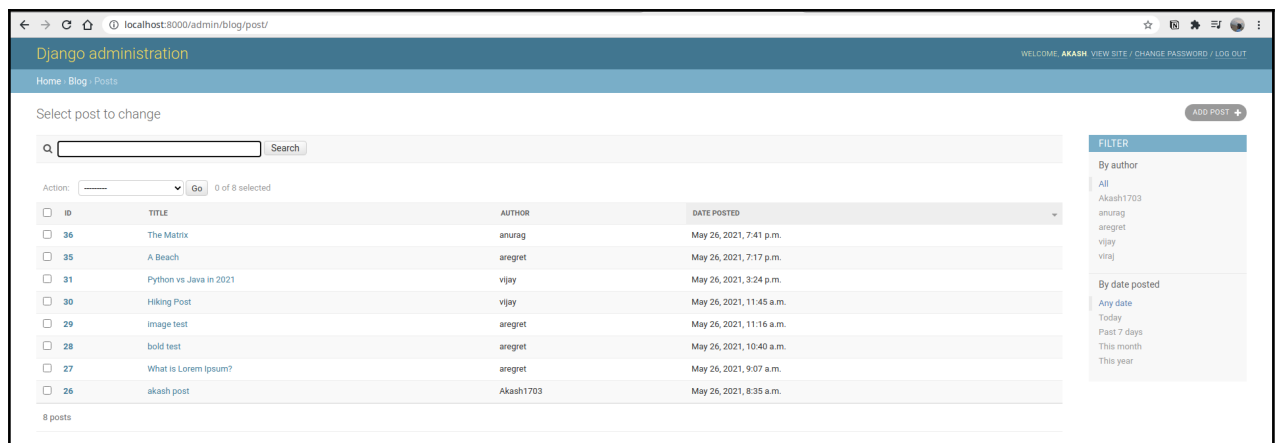 localhost:8000/admin/blog/post/
Django administration
WELCOME, AKASH. VIEW SITE / CHANGE PASSWORD / LOG OUT
Home › Blog › Posts
Select post to change
ADD POST +
Search
Action: --------- Go 0 of 8 selected
ID TITLE AUTHOR DATE POSTED
36 The Matrix anurag May 26, 2021, 7:41 p.m.
35 A Beach aregret May 26, 2021, 7:17 p.m.
31 Python vs Java in 2021 vijay May 26, 2021, 3:24 p.m.
30 Hiking Post vijay May 26, 2021, 11:45 a.m.
29 image test aregret May 26, 2021, 11:16 a.m.
28 bold test aregret May 26, 2021, 10:40 a.m.
27 What is Lorem Ipsum? aregret May 26, 2021, 9:07 a.m.
26 akash post Akash1703 May 26, 2021, 8:35 a.m.
8 posts
FILTER
By author
All
Akash1703
anurag
aregret
vijay
viraj
By date posted
Any date
Today
Past 7 days
This month
This year